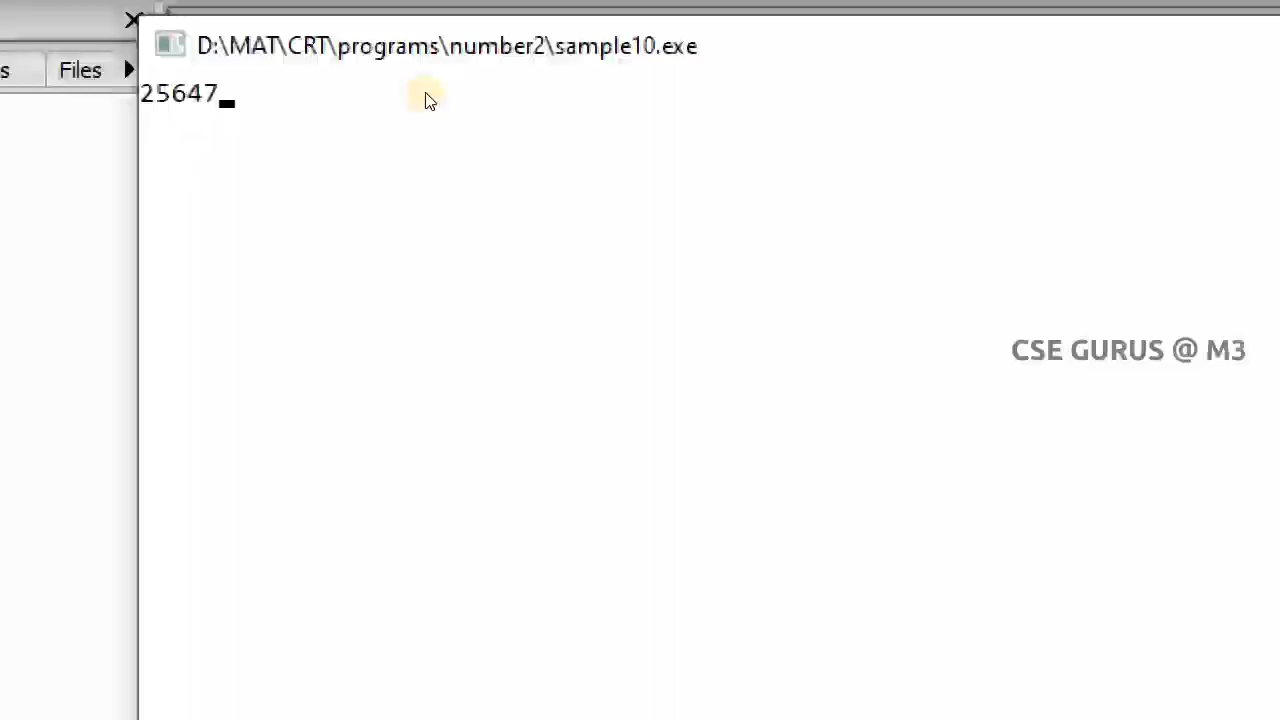 D:\MAT\CRT\programs\number2\sample10.exe
s Files
25647
CSE GURUS @ M3